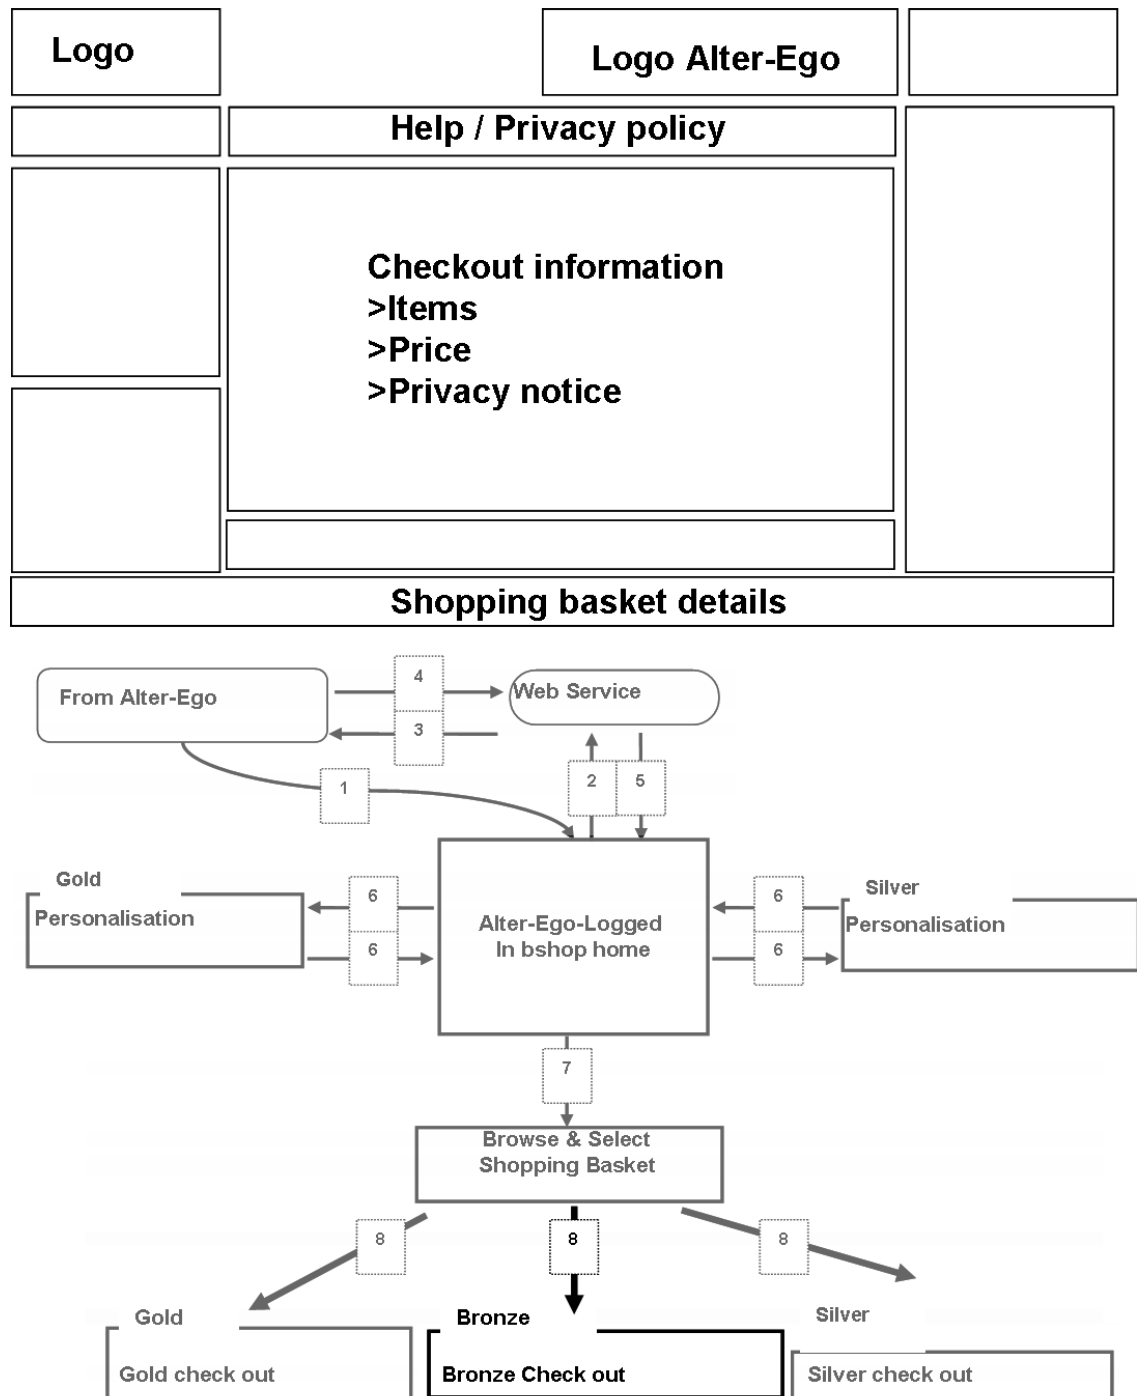 Logo
Logo Alter-Ego
Help / Privacy policy
Checkout information
>Items
>Price
>Privacy notice
Shopping basket details
From Alter-Ego
4
Web Service
3
1
2
5
Gold
Personalisation
6
6
Alter-Ego-Logged
In bshop home
6
6
Silver
Personalisation
7
Browse & Select
Shopping Basket
8
8
8
Gold
Bronze
Silver
Gold check out
Bronze Check out
Silver check out